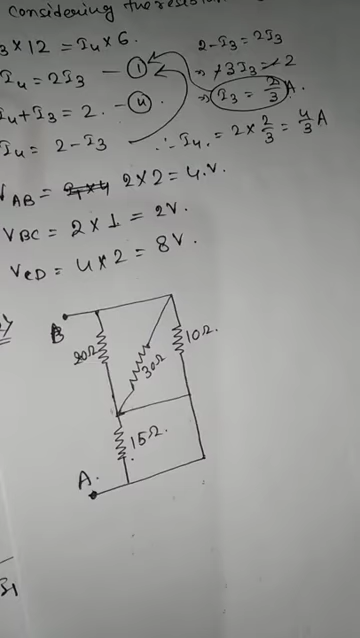 Considering the
3 × 12 = I4 × 6.
I4 = 2I3 — ①
I4 + I3 = 2. — ④
I4 = 2 - I3
2 - I3 = 2I3
⇒ +3I3 = 2
⇒ I3 = 2/3 A.
∴ I4 = 2 × 2/3 = 4/3 A
VAB = 2 × 2 = 4.V.
VBC = 2 × 1 = 2V.
VCD = 4 × 2 = 8V.
B
20Ω
30Ω
10Ω
15Ω.
A.